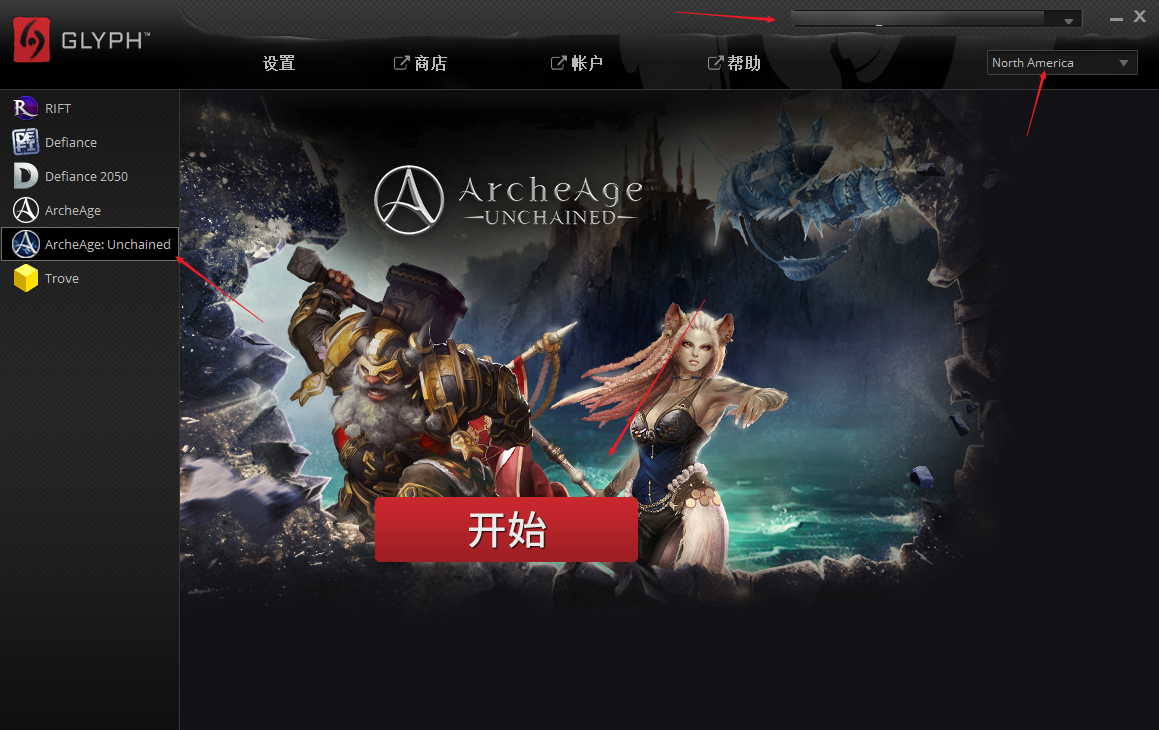 GLYPH™
设置
商店
帐户
帮助
North America
RIFT
Defiance
Defiance 2050
ArcheAge
ArcheAge: Unchained
Trove
ArcheAge
UNCHAINED
开始